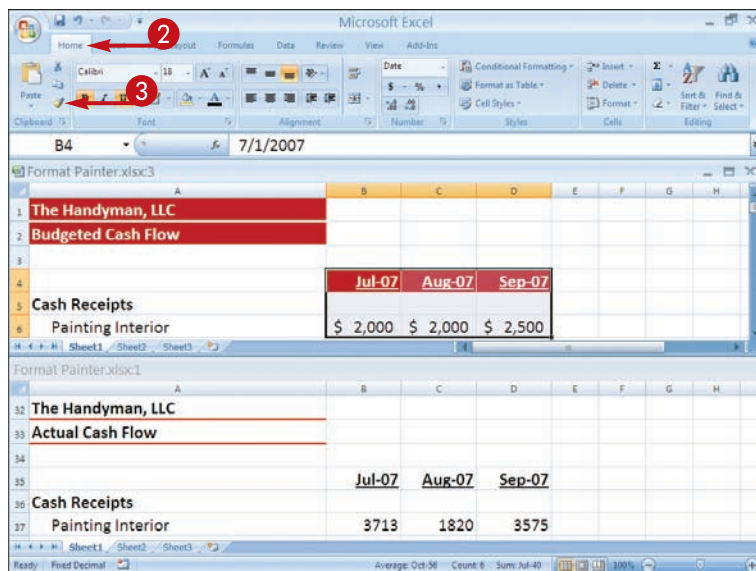 Microsoft Excel
2
Home Formulas Data Review View Add-Ins
3
Paste
Calibri 18 A A
B
A
Date
$ % ,
Conditional Formatting
Format as Table
Cell Styles
Insert
Delete
Format
Σ
Sort & Filter
Find & Select
Clipboard Font Alignment Number Styles Cells Editing
B4 fx 7/1/2007
Format Painter.xlsx:3
A B C D E F G H
1 The Handyman, LLC
2 Budgeted Cash Flow
3
4 Jul-07 Aug-07 Sep-07
5 Cash Receipts
6 Painting Interior $ 2,000 $ 2,000 $ 2,500
Sheet1 Sheet2 Sheet3
Format Painter.xlsx:1
A B C D E F G H
32 The Handyman, LLC
33 Actual Cash Flow
34
35 Jul-07 Aug-07 Sep-07
36 Cash Receipts
37 Painting Interior 3713 1820 3575
Sheet1 Sheet2 Sheet3
Ready Fixed Decimal Average: Oct-36 Count: 6 Sum: Jul-40 100%